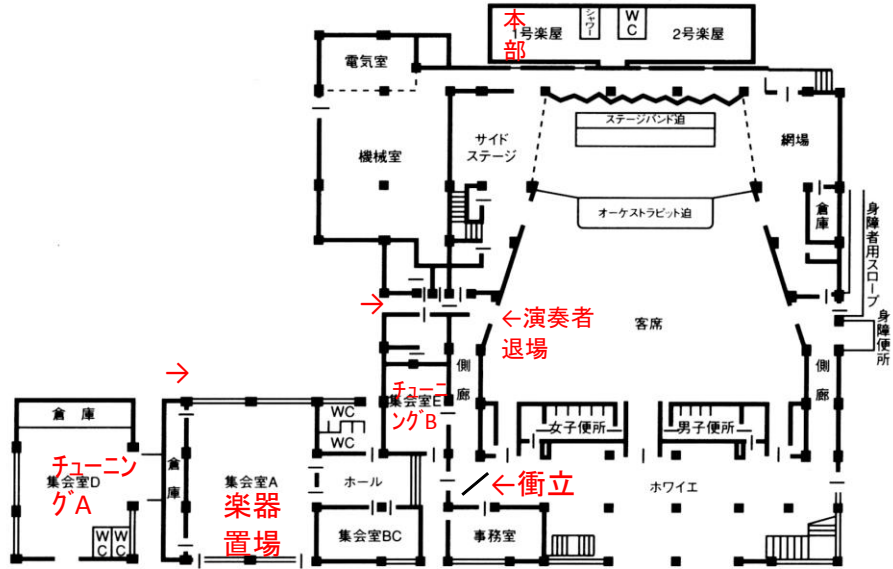 本部
1号楽屋
シャワー
WC
2号楽屋
電気室
ステージバンド迫
サイド
ステージ
網場
機械室
オーケストラピット迫
倉庫
身障者用スロープ
身障便所
→
←演奏者
退場
客席
→
側廊
側廊
チューニ
ングB
集会室E
WC
WC
女子便所
男子便所
倉庫
倉庫
チューニン
グA
集会室D
WC
WC
集会室A
楽器
置場
ホール
←衝立
ホワイエ
集会室BC
事務室